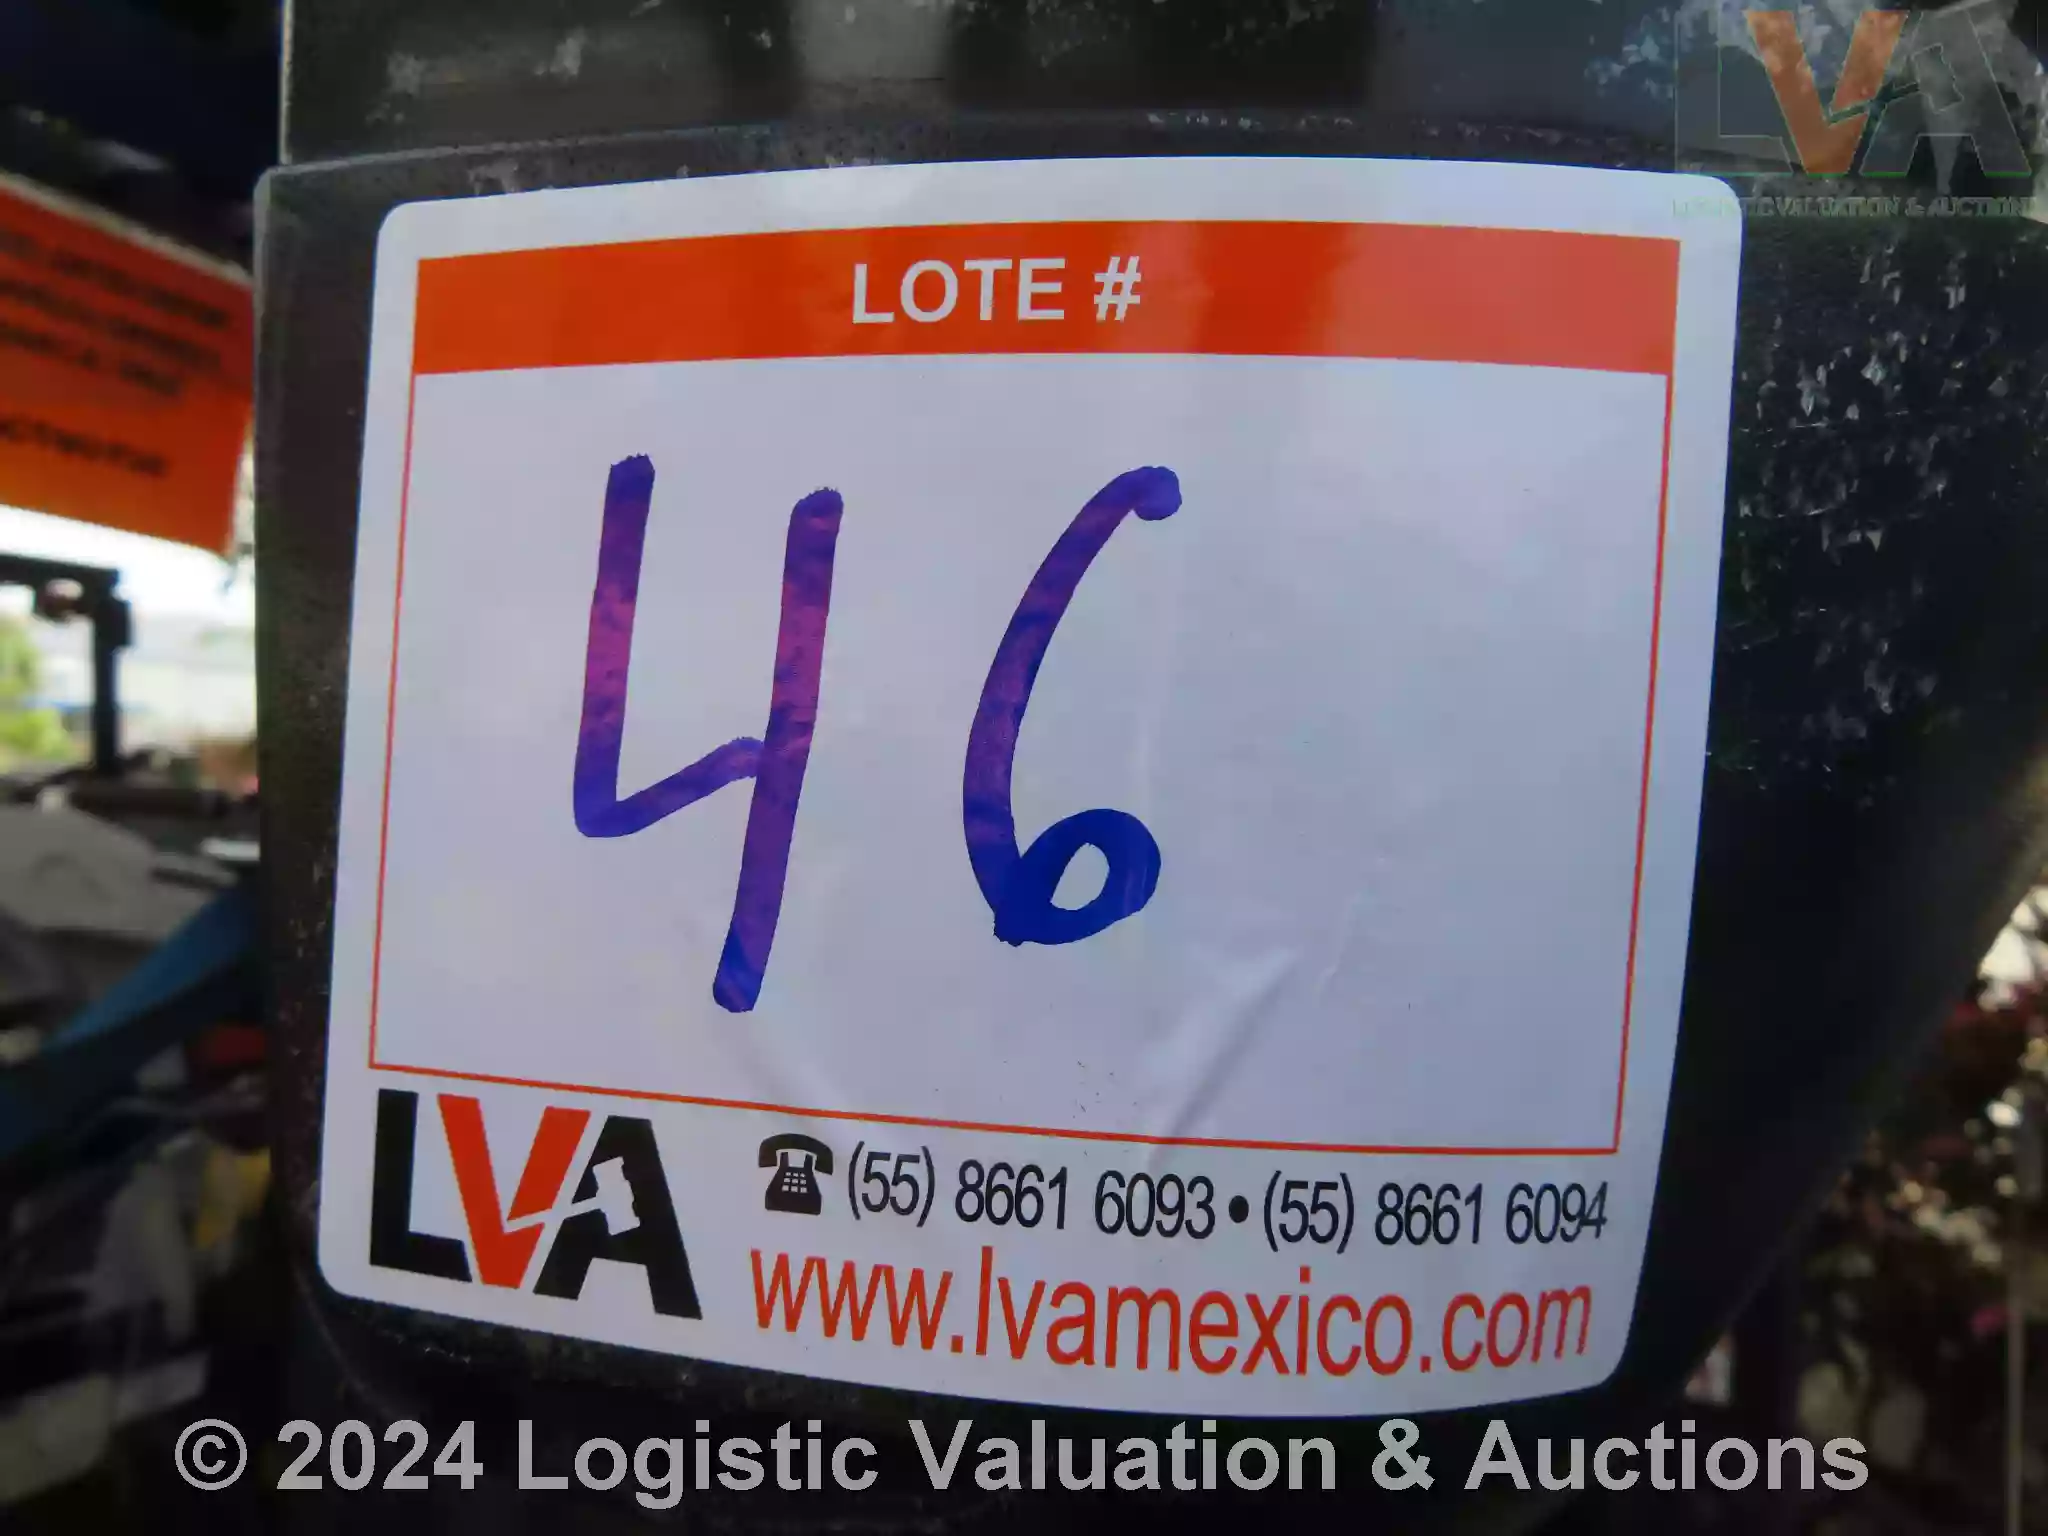 LVA
LOGISTIC VALUATION & AUCTIONS
LOTE #
46
LVA
(55) 8661 6093 • (55) 8661 6094
www.lvamexico.com
© 2024 Logistic Valuation & Auctions